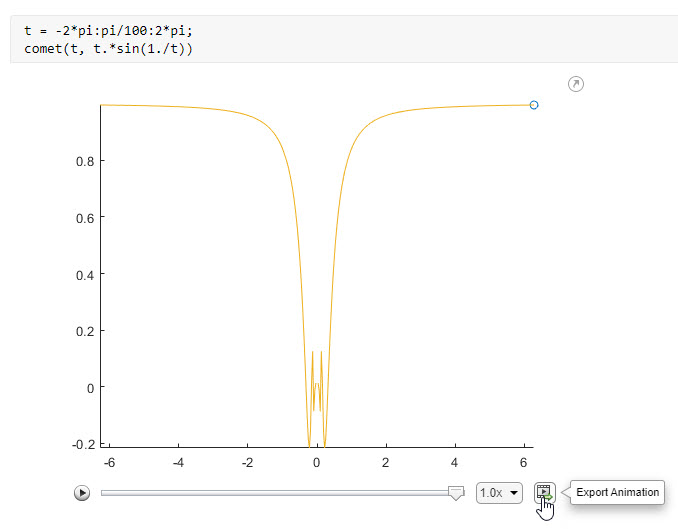 t = -2*pi:pi/100:2*pi;
comet(t, t.*sin(1./t))
0.8
0.6
0.4
0.2
0
-0.2
-6 -4 -2 0 2 4 6
1.0x Export Animation